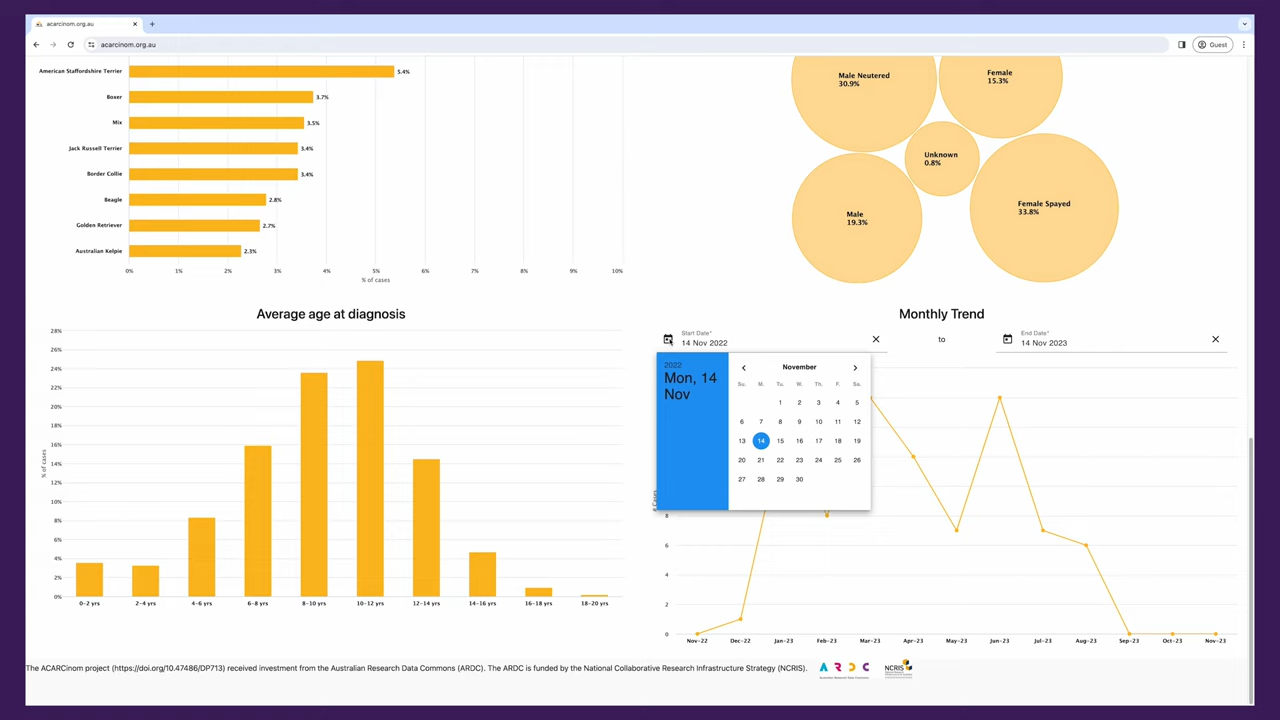 acarcinom.org.au
acarcinom.org.au
Guest
American Staffordshire Terrier
5.4%
Boxer
3.7%
Mix
3.5%
Jack Russell Terrier
3.4%
Border Collie
3.4%
Beagle
2.8%
Golden Retriever
2.7%
Australian Kelpie
2.3%
0% 1% 2% 3% 4% 5% 6% 7% 8% 9% 10%
% of cases
Male Neutered
30.9%
Female
15.3%
Unknown
0.8%
Male
19.3%
Female Spayed
33.8%
Average age at diagnosis
28%
26%
24%
22%
20%
18%
16%
14%
12%
10%
8%
6%
4%
2%
0%
% of cases
0-2 yrs 2-4 yrs 4-6 yrs 6-8 yrs 8-10 yrs 10-12 yrs 12-14 yrs 14-16 yrs 16-18 yrs 18-20 yrs
Monthly Trend
Start Date*
14 Nov 2022
to
End Date*
14 Nov 2023
2022
Mon, 14
Nov
November
Su. M. Tu. W. Th. F. Sa.
1 2 3 4 5
6 7 8 9 10 11 12
13 14 15 16 17 18 19
20 21 22 23 24 25 26
27 28 29 30
# Cases
8
6
4
2
0
Nov-22 Dec-22 Jan-23 Feb-23 Mar-23 Apr-23 May-23 Jun-23 Jul-23 Aug-23 Sep-23 Oct-23 Nov-23
The ACARCinom project (https://doi.org/10.47486/DP713) received investment from the Australian Research Data Commons (ARDC). The ARDC is funded by the National Collaborative Research Infrastructure Strategy (NCRIS).
ARDC
Australian Research Data Commons
NCRIS